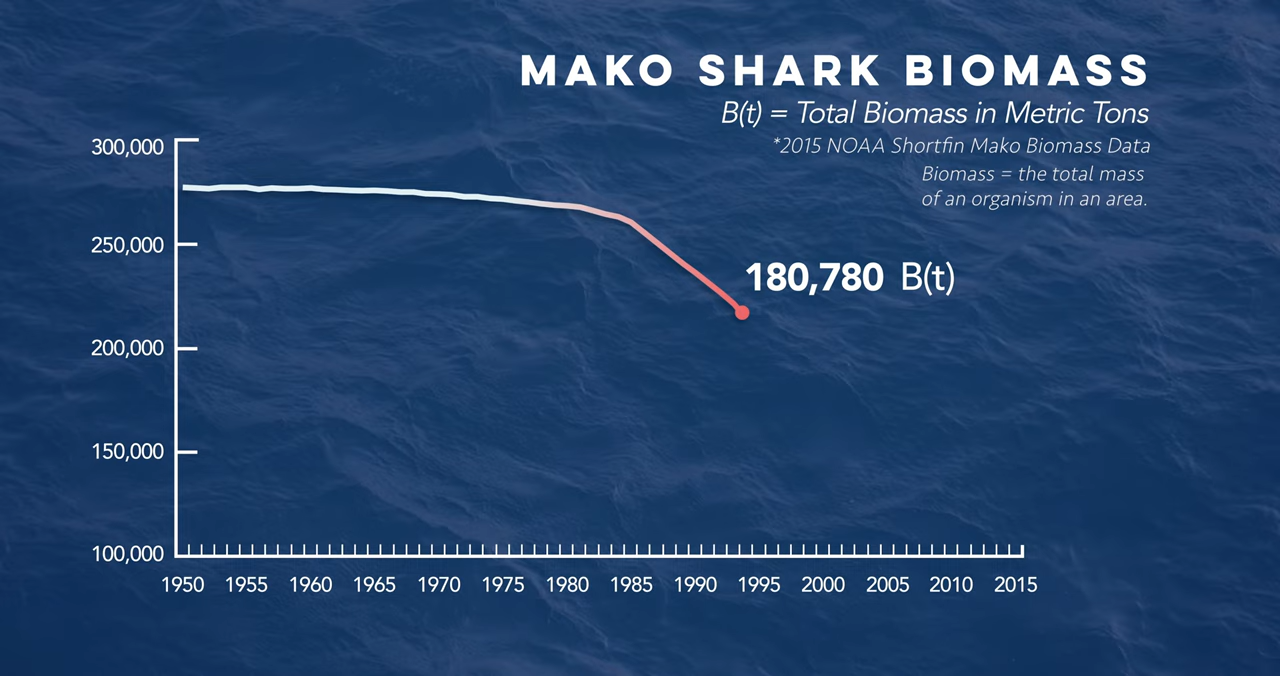 MAKO SHARK BIOMASS
B(t) = Total Biomass in Metric Tons
*2015 NOAA Shortfin Mako Biomass Data
Biomass = the total mass
of an organism in an area.
300,000
250,000
180,780 B(t)
200,000
150,000
100,000
1950 1955 1960 1965 1970 1975 1980 1985 1990 1995 2000 2005 2010 2015